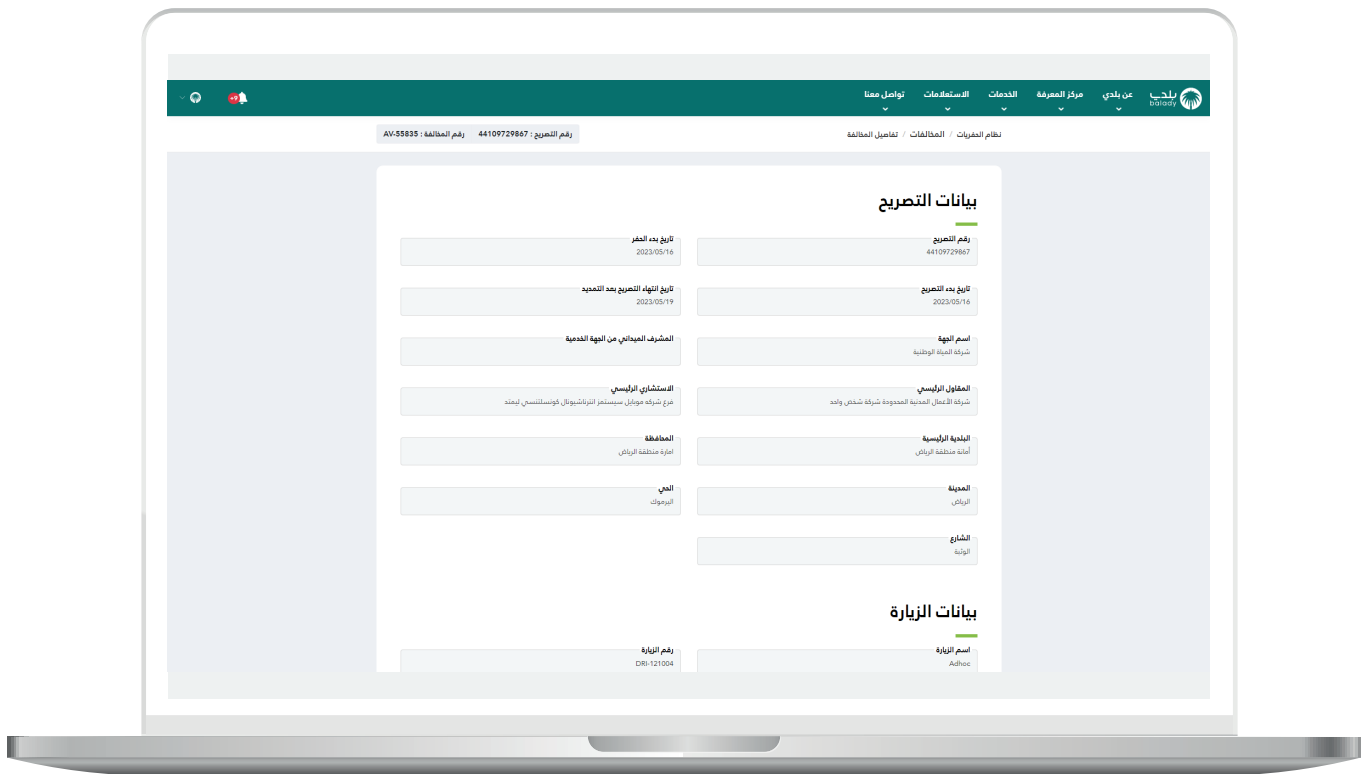 بلدي
balady
عن بلدي
مركز المعرفة
الخدمات
الاستعلامات
تواصل معنا
+9
نظام الحفريات / المخالفات / تفاصيل المخالفة
رقم التصريح : 44109729867 رقم المخالفة : AV-55835
بيانات التصريح
رقم التصريح
44109729867
تاريخ بدء الحفر
2023/05/16
تاريخ بدء التصريح
2023/05/16
تاريخ انتهاء التصريح بعد التمديد
2023/05/19
اسم الجهة
شركة المياة الوطنية
المشرف الميداني من الجهة الخدمية
المقاول الرئيسي
شركة الأعمال المدنية المحدودة شركة شخص واحد
الاستشاري الرئيسي
فرع شركه موبايل سيستمز انترناشيونال كونسلتنسي ليمتد
البلدية الرئيسية
أمانة منطقة الرياض
المحافظة
امارة منطقة الرياض
المدينة
الرياض
الحي
اليرموك
الشارع
الوثبة
بيانات الزيارة
اسم الزيارة
Adhoc
رقم الزيارة
DRI-121004